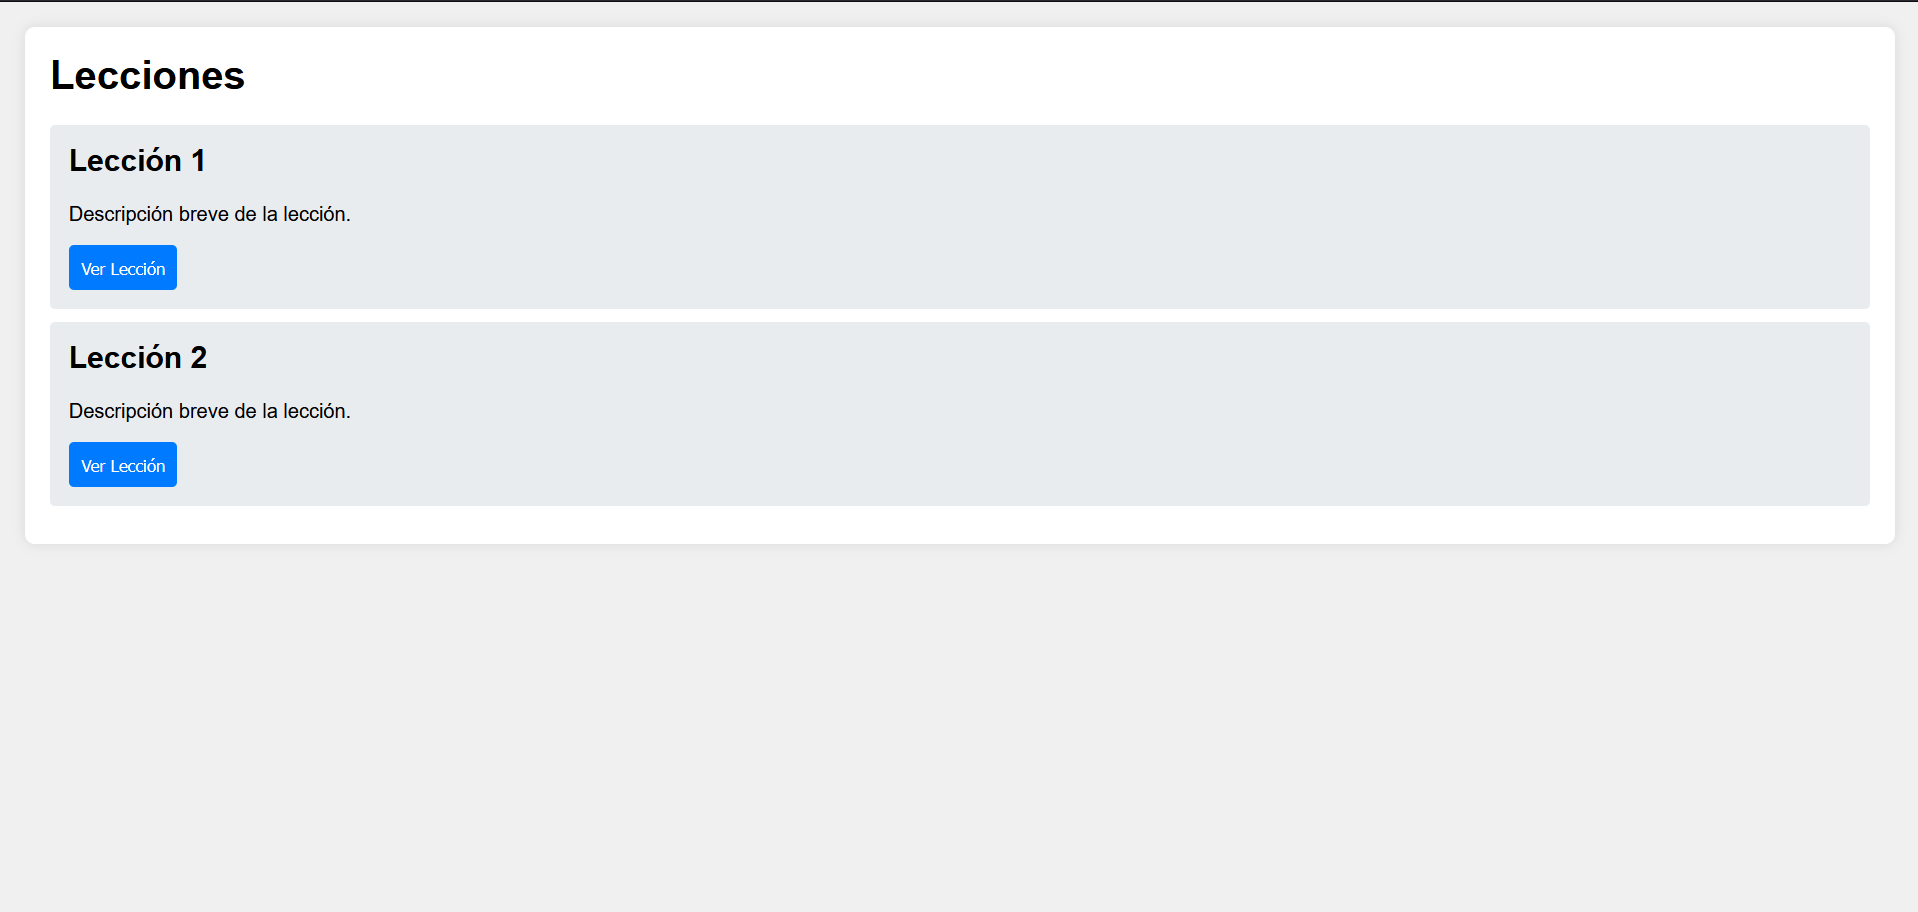 Lecciones
Lección 1
Descripción breve de la lección.
Ver Lección
Lección 2
Descripción breve de la lección.
Ver Lección